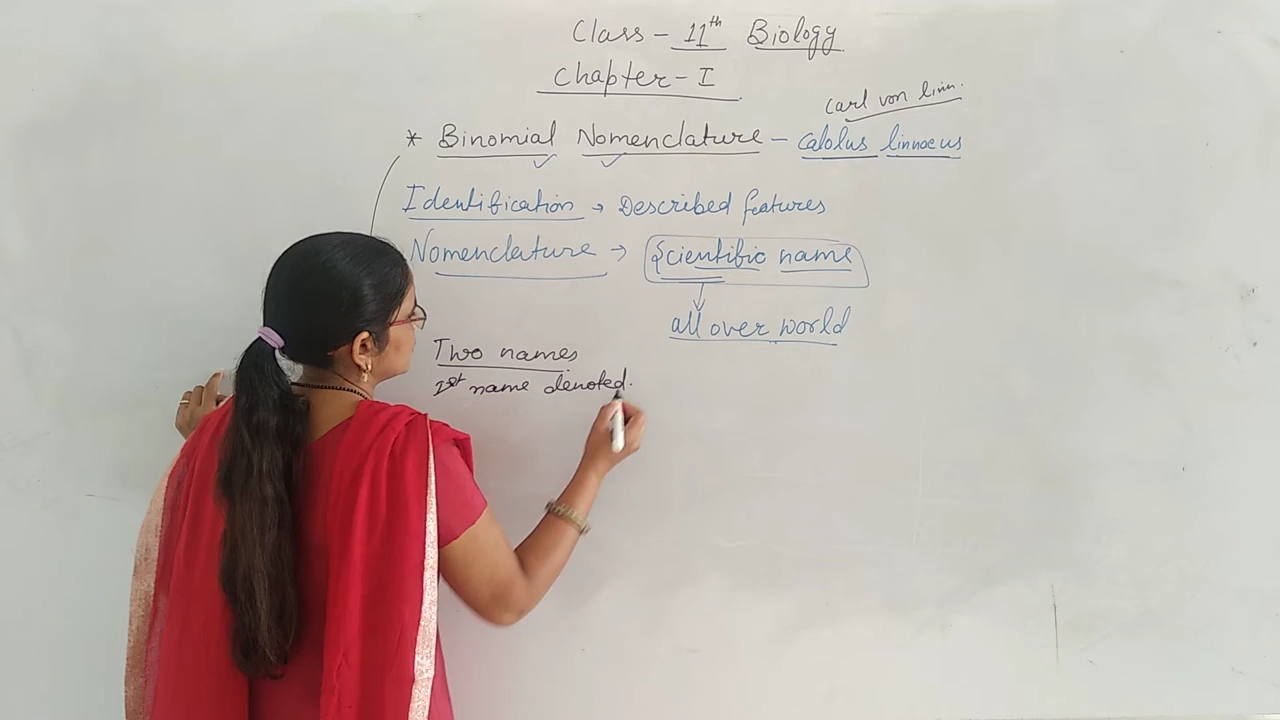 Class - 11th Biology
Chapter - I
Carl von linn.
* Binomial Nomenclature - Calolus linnaeus
Identification → Described features
Nomenclature → Scientific name
all over world
Two names
Ist name denoted.